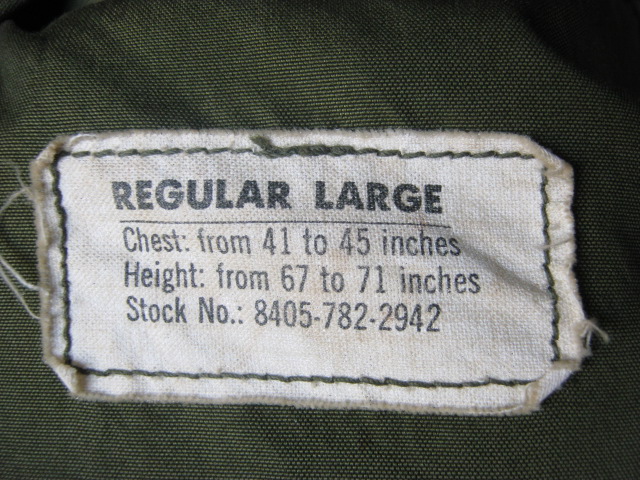 REGULAR LARGE
Chest: from 41 to 45 inches
Height: from 67 to 71 inches
Stock No.: 8405-782-2942